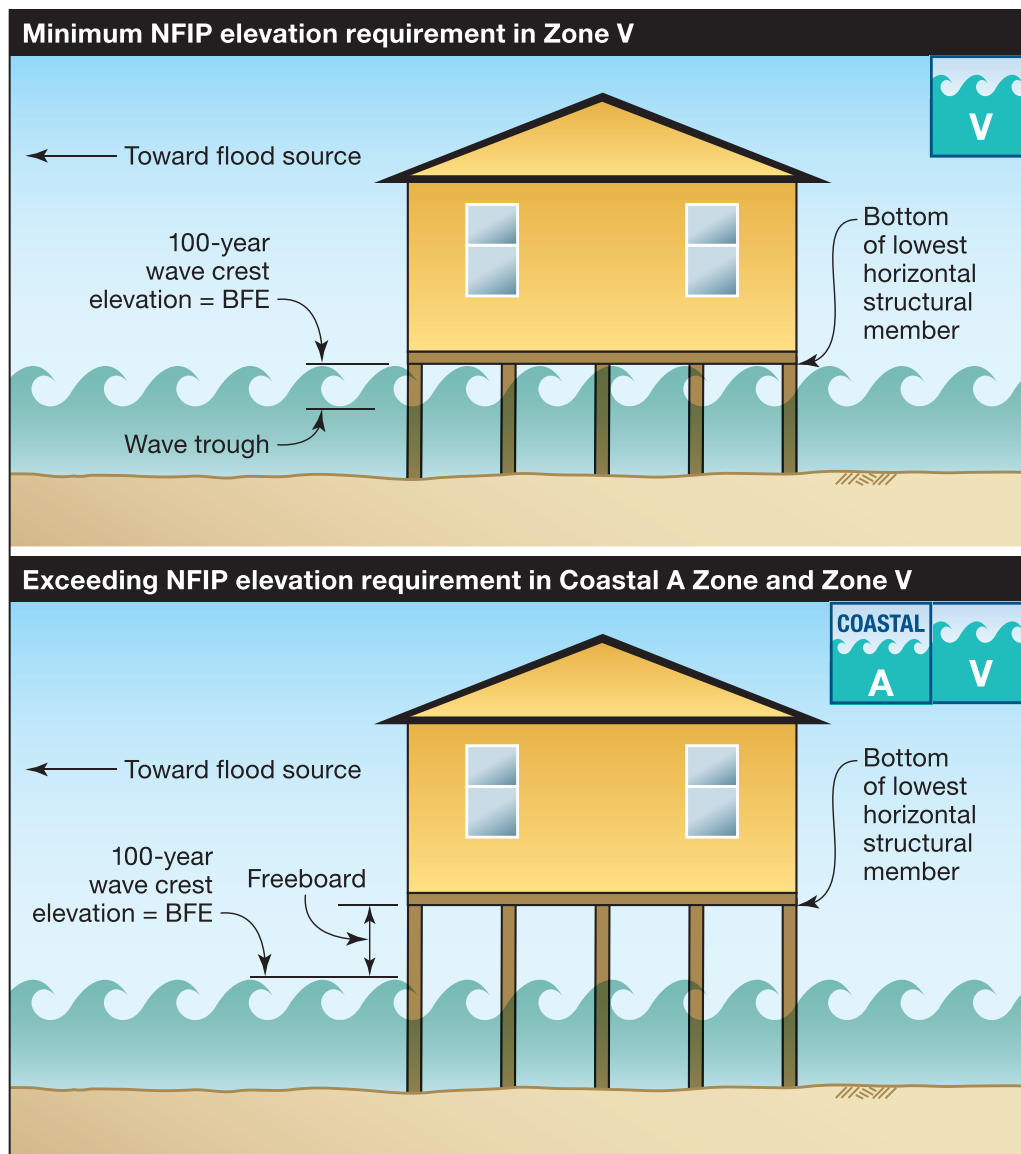 Minimum NFIP elevation requirement in Zone V
V
Toward flood source
100-year
wave crest
elevation = BFE
Bottom
of lowest
horizontal
structural
member
Wave trough
Exceeding NFIP elevation requirement in Coastal A Zone and Zone V
COASTAL
A
V
Toward flood source
Bottom
of lowest
horizontal
structural
member
100-year
wave crest
elevation = BFE
Freeboard